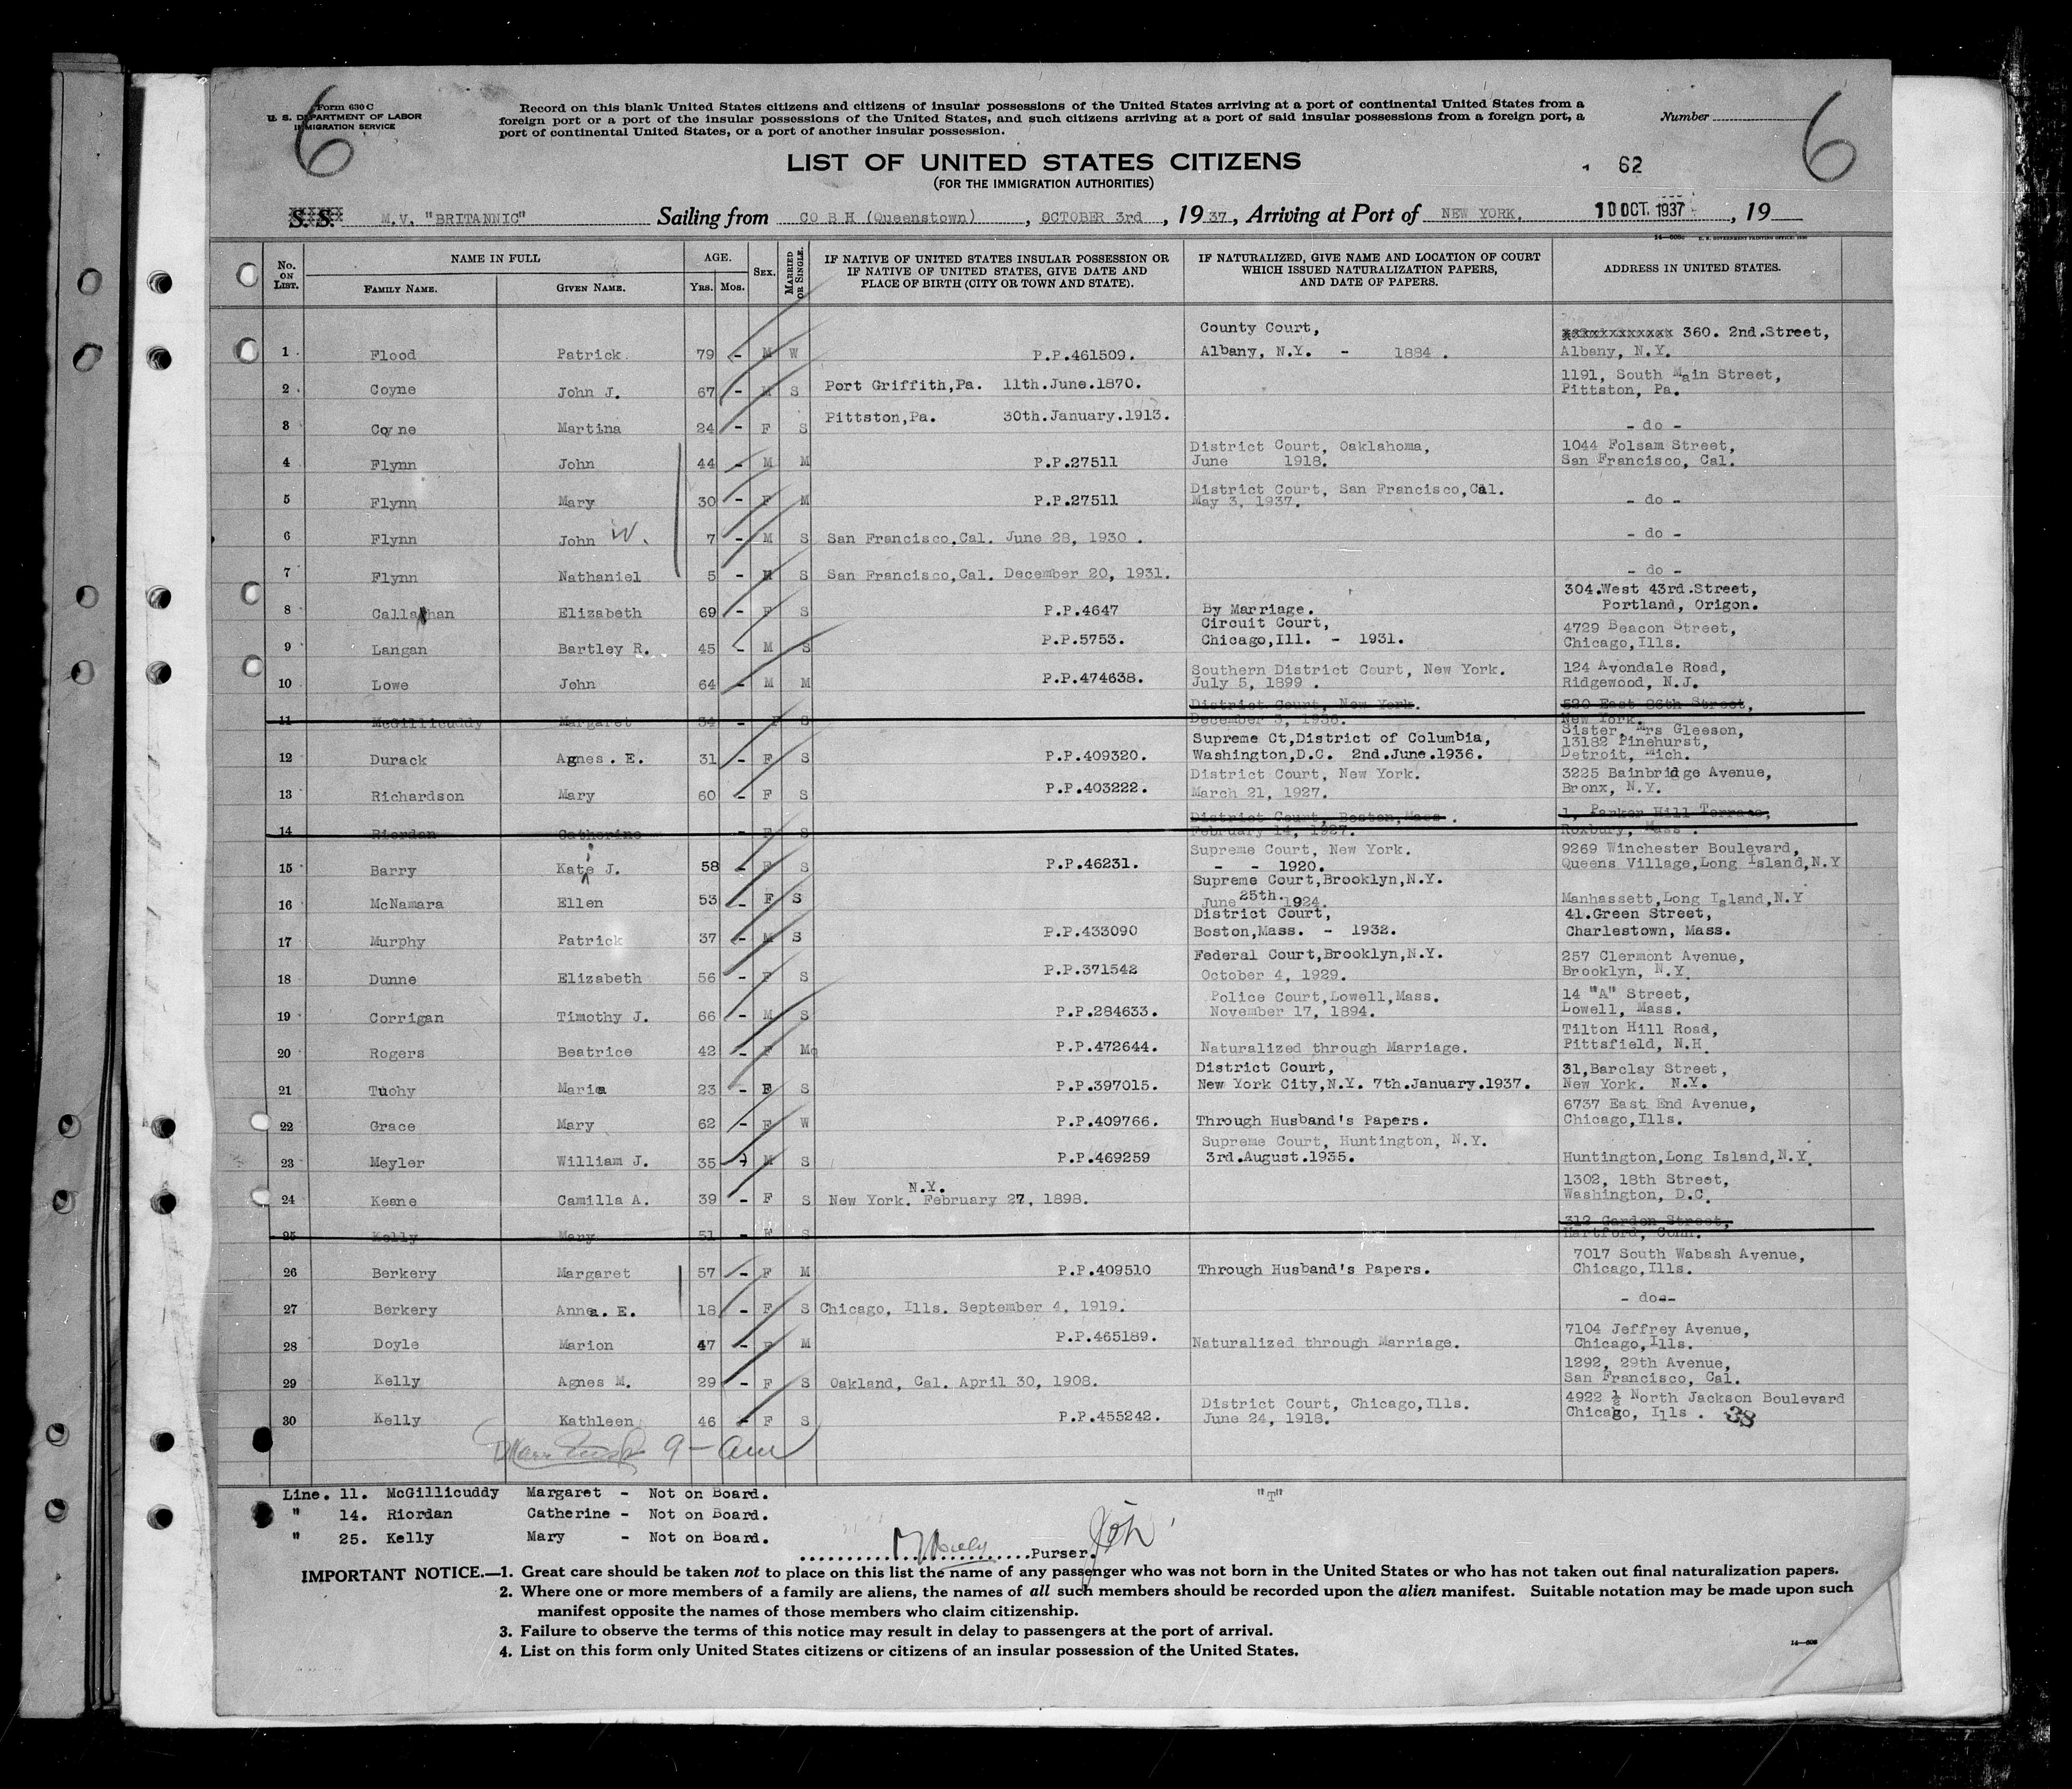 6
Form 630 C
U. S. DEPARTMENT OF LABOR
IMMIGRATION SERVICE
Record on this blank United States citizens and citizens of insular possessions of the United States arriving at a port of continental United States from a
foreign port or a port of the insular possessions of the United States, and such citizens arriving at a port of said insular possessions from a foreign port, a
port of continental United States, or a port of another insular possession.
Number
6
LIST OF UNITED STATES CITIZENS
(FOR THE IMMIGRATION AUTHORITIES)
62
S. S. M.V. "BRITANNIC" Sailing from CO B H (Queenstown), OCTOBER 3rd, 1937, Arriving at Port of NEW YORK. 10 OCT. 1937, 19
No. ON LIST.
NAME IN FULL
FAMILY NAME. GIVEN NAME.
AGE.
Yrs. Mos.
SEX.
MARRIED OR SINGLE.
IF NATIVE OF UNITED STATES INSULAR POSSESSION OR
IF NATIVE OF UNITED STATES, GIVE DATE AND
PLACE OF BIRTH (CITY OR TOWN AND STATE).
IF NATURALIZED, GIVE NAME AND LOCATION OF COURT
WHICH ISSUED NATURALIZATION PAPERS,
AND DATE OF PAPERS.
ADDRESS IN UNITED STATES.
1 Flood Patrick 79 - M W P.P.461509. County Court, Albany, N.Y. - 1884 . 360. 2nd.Street, Albany, N.Y.
2 Coyne John J. 67 - M S Port Griffith,Pa. 11th.June.1870. 1191, South Main Street, Pittston, Pa.
3 Coyne Martina 24 - F S Pittston,Pa. 30th.January.1913. - do -
4 Flynn John 44 - M M P.P.27511 District Court, Oaklahoma, June 1918. 1044 Folsam Street, San Francisco, Cal.
5 Flynn Mary 30 - F M P.P.27511 District Court, San Francisco,Cal. May 3, 1937. - do -
6 Flynn John W. 7 - M S San Francisco,Cal. June 28, 1930 . - do -
7 Flynn Nathaniel 5 - M S San Francisco,Cal. December 20, 1931. - do -
8 Callaghan Elizabeth 69 - F S P.P.4647 By Marriage. 304.West 43rd.Street, Portland, Origon.
9 Langan Bartley R. 45 - M S P.P.5753. Circuit Court, Chicago,Ill. - 1931. 4729 Beacon Street, Chicago,Ills.
10 Lowe John 64 - M M P.P.474638. Southern District Court, New York. July 5, 1899 . 124 Avondale Road, Ridgewood, N.J.
11 McGillicuddy Margaret 34 - F S District Court, New York. December 3, 1936. 520 East 86th Street, New York.
12 Durack Agnes. E. 31 - F S P.P.409320. Supreme Ct,District of Columbia, Washington,D.C. 2nd.June.1936. Sister, Mrs Gleeson, 13182 Pinehurst, Detroit, Mich.
13 Richardson Mary 60 - F S P.P.403222. District Court, New York. March 21, 1927. 3225 Bainbridge Avenue, Bronx, N.Y.
14 Riordan Catherine - F S District Court, Boston,Mass . February 14, 1927. 1, Parker Hill Terrace, Roxbury, Mass .
15 Barry Kate J. 58 - F S P.P.46231. Supreme Court, New York. - - 1920. 9269 Winchester Boulevard, Queens Village,Long Island,N.Y
16 McNamara Ellen 53 - F S Supreme Court,Brooklyn,N.Y. June 25th. 1924. Manhassett,Long Island,N.Y
17 Murphy Patrick 37 - M S P.P.433090 District Court, Boston,Mass. - 1932. 41.Green Street, Charlestown, Mass.
18 Dunne Elizabeth 56 - F S P.P.371542 Federal Court,Brooklyn,N.Y. October 4, 1929. 257 Clermont Avenue, Brooklyn, N.Y.
19 Corrigan Timothy J. 66 - M S P.P.284633. Police Court,Lowell,Mass. November 17, 1894. 14 "A" Street, Lowell, Mass.
20 Rogers Beatrice 42 - F M P.P.472644. Naturalized through Marriage. Tilton Hill Road, Pittsfield, N.H.
21 Tuohy Maria 23 - F S P.P.397015. District Court, New York City,N.Y. 7th.January.1937. 31,Barclay Street, New York. N.Y.
22 Grace Mary 62 - F W P.P.409766. Through Husband's Papers. 6737 East End Avenue, Chicago,Ills.
23 Meyler William J. 35 - M S P.P.469259 Supreme Court, Huntington, N.Y. 3rd.August.1935. Huntington,Long Island,N.Y.
24 Keane Camilla A. 39 - F S New York. N.Y. February 27, 1898. 1302, 18th Street, Washington, D.C.
25 Kelly Mary 51 - F S 312 Garden Street, Hartford, Conn.
26 Berkery Margaret 57 - F M P.P.409510 Through Husband's Papers. 7017 South Wabash Avenue, Chicago,Ills.
27 Berkery Anna. E. 18 - F S Chicago, Ills. September 4, 1919. - do--
28 Doyle Marion 47 - F M P.P.465189. Naturalized through Marriage. 7104 Jeffrey Avenue, Chicago,Ills.
29 Kelly Agnes M. 29 - F S Oakland, Cal. April 30, 1908. 1292, 29th Avenue, San Francisco, Cal.
30 Kelly Kathleen 46 - F S P.P.455242. District Court, Chicago,Ills. June 24, 1918. 4922 ½ North Jackson Boulevard Chicago, Ills . 38
9 - am
Line. 11. McGillicuddy Margaret - Not on Board.
" 14. Riordan Catherine - Not on Board.
" 25. Kelly Mary - Not on Board.
"T"
Purser.
IMPORTANT NOTICE.—1. Great care should be taken not to place on this list the name of any passenger who was not born in the United States or who has not taken out final naturalization papers.
2. Where one or more members of a family are aliens, the names of all such members should be recorded upon the alien manifest. Suitable notation may be made upon such
manifest opposite the names of those members who claim citizenship.
3. Failure to observe the terms of this notice may result in delay to passengers at the port of arrival.
4. List on this form only United States citizens or citizens of an insular possession of the United States.